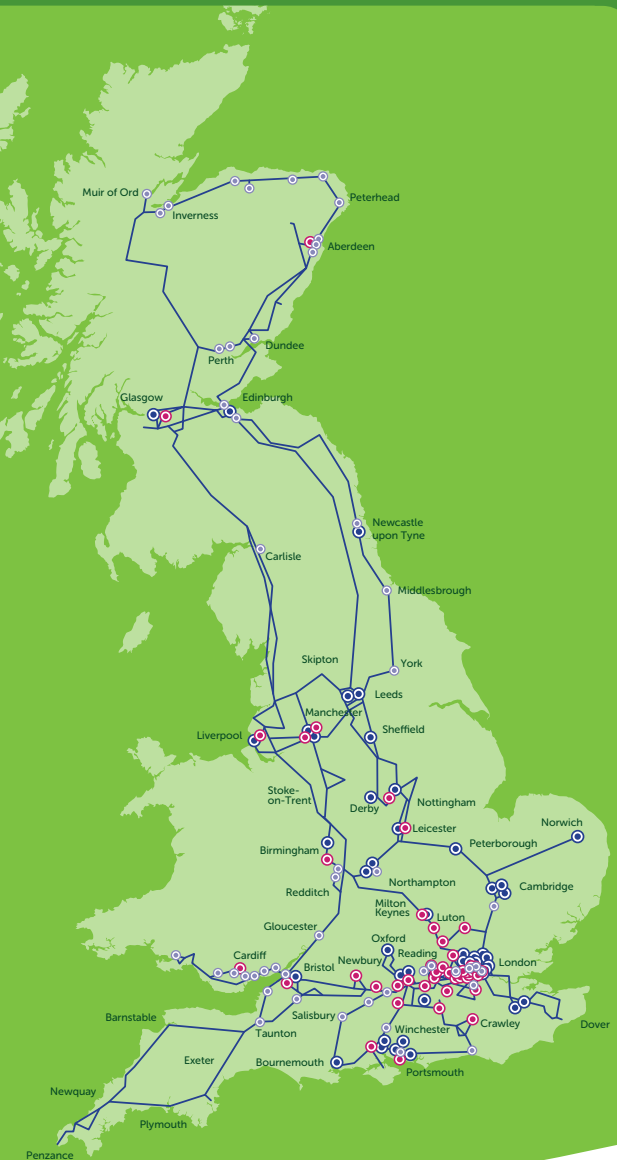 Muir of Ord
Inverness
Peterhead
Aberdeen
Dundee
Perth
Glasgow
Edinburgh
Newcastle
upon Tyne
Carlisle
Middlesbrough
Skipton
York
Leeds
Manchester
Liverpool
Sheffield
Stoke-
on-Trent
Derby
Nottingham
Norwich
Leicester
Peterborough
Birmingham
Northampton
Cambridge
Redditch
Milton
Keynes
Luton
Gloucester
Oxford
Cardiff
Reading
Newbury
London
Bristol
Salisbury
Barnstable
Winchester
Crawley
Dover
Taunton
Exeter
Bournemouth
Portsmouth
Newquay
Plymouth
Penzance